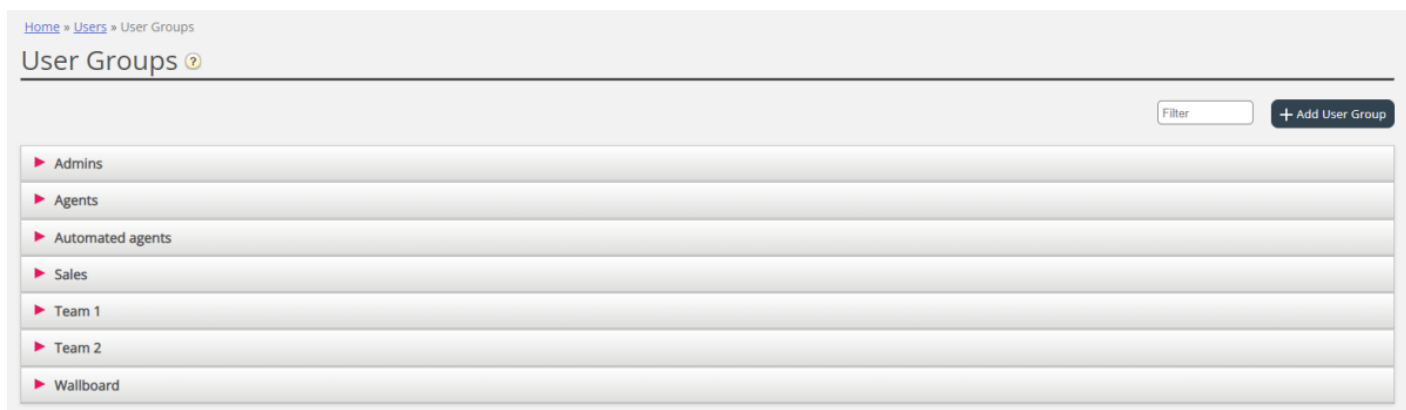 Home » Users » User Groups
User Groups ?
Filter
+ Add User Group
Admins
Agents
Automated agents
Sales
Team 1
Team 2
Wallboard